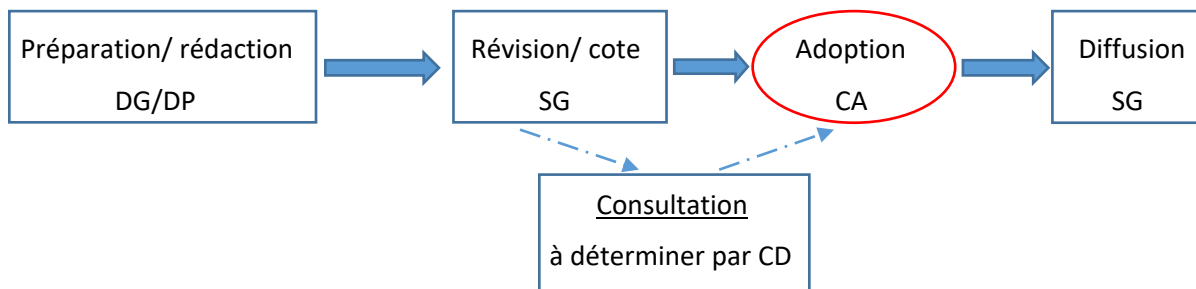 Préparation/ rédaction
DG/DP
Révision/ cote
SG
Adoption
CA
Diffusion
SG
Consultation
à déterminer par CD